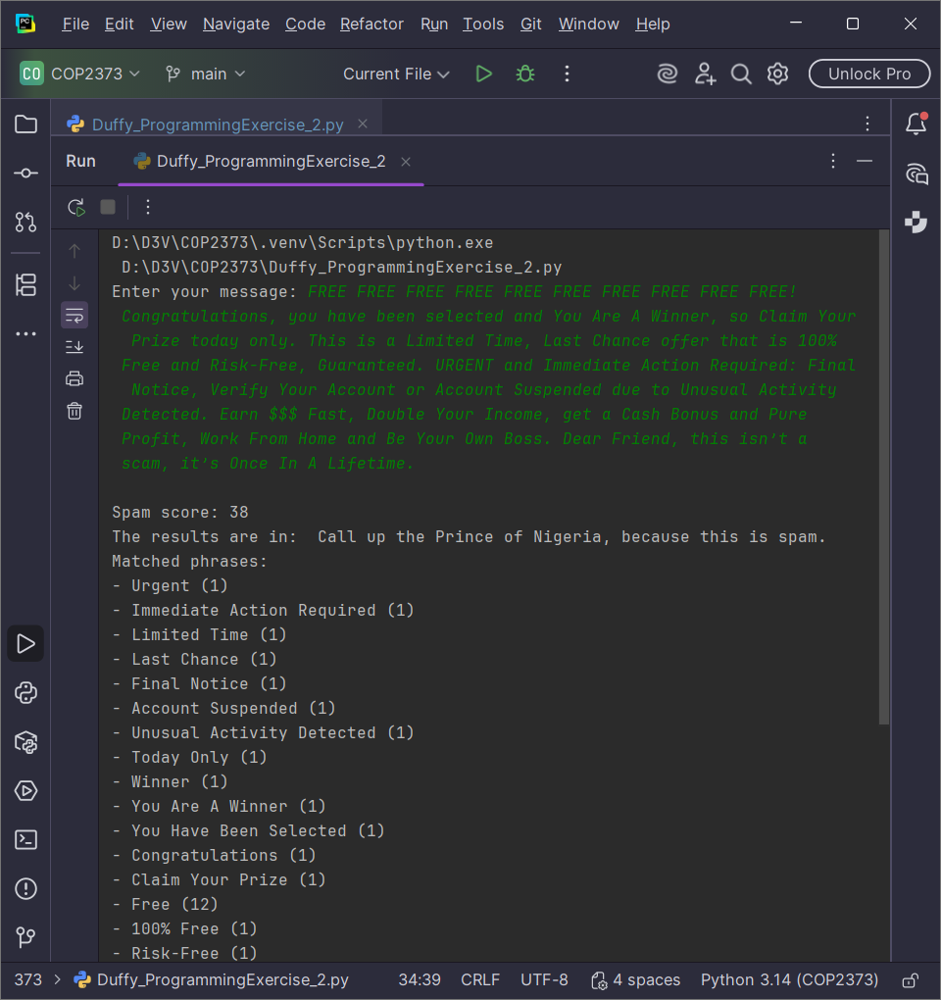 PC
File Edit View Navigate Code Refactor Run Tools Git Window Help
CO COP2373 main Current File Unlock Pro
Duffy_ProgrammingExercise_2.py
Run Duffy_ProgrammingExercise_2
D:\D3V\COP2373\.venv\Scripts\python.exe
D:\D3V\COP2373\Duffy_ProgrammingExercise_2.py
Enter your message: FREE FREE FREE FREE FREE FREE FREE FREE FREE FREE!
Congratulations, you have been selected and You Are A Winner, so Claim Your
Prize today only. This is a Limited Time, Last Chance offer that is 100%
Free and Risk-Free, Guaranteed. URGENT and Immediate Action Required: Final
Notice, Verify Your Account or Account Suspended due to Unusual Activity
Detected. Earn $$$ Fast, Double Your Income, get a Cash Bonus and Pure
Profit, Work From Home and Be Your Own Boss. Dear Friend, this isn't a
scam, it's Once In A Lifetime.
Spam score: 38
The results are in:  Call up the Prince of Nigeria, because this is spam.
Matched phrases:
- Urgent (1)
- Immediate Action Required (1)
- Limited Time (1)
- Last Chance (1)
- Final Notice (1)
- Account Suspended (1)
- Unusual Activity Detected (1)
- Today Only (1)
- Winner (1)
- You Are A Winner (1)
- You Have Been Selected (1)
- Congratulations (1)
- Claim Your Prize (1)
- Free (12)
- 100% Free (1)
- Risk-Free (1)
373 > Duffy_ProgrammingExercise_2.py 34:39 CRLF UTF-8 4 spaces Python 3.14 (COP2373)